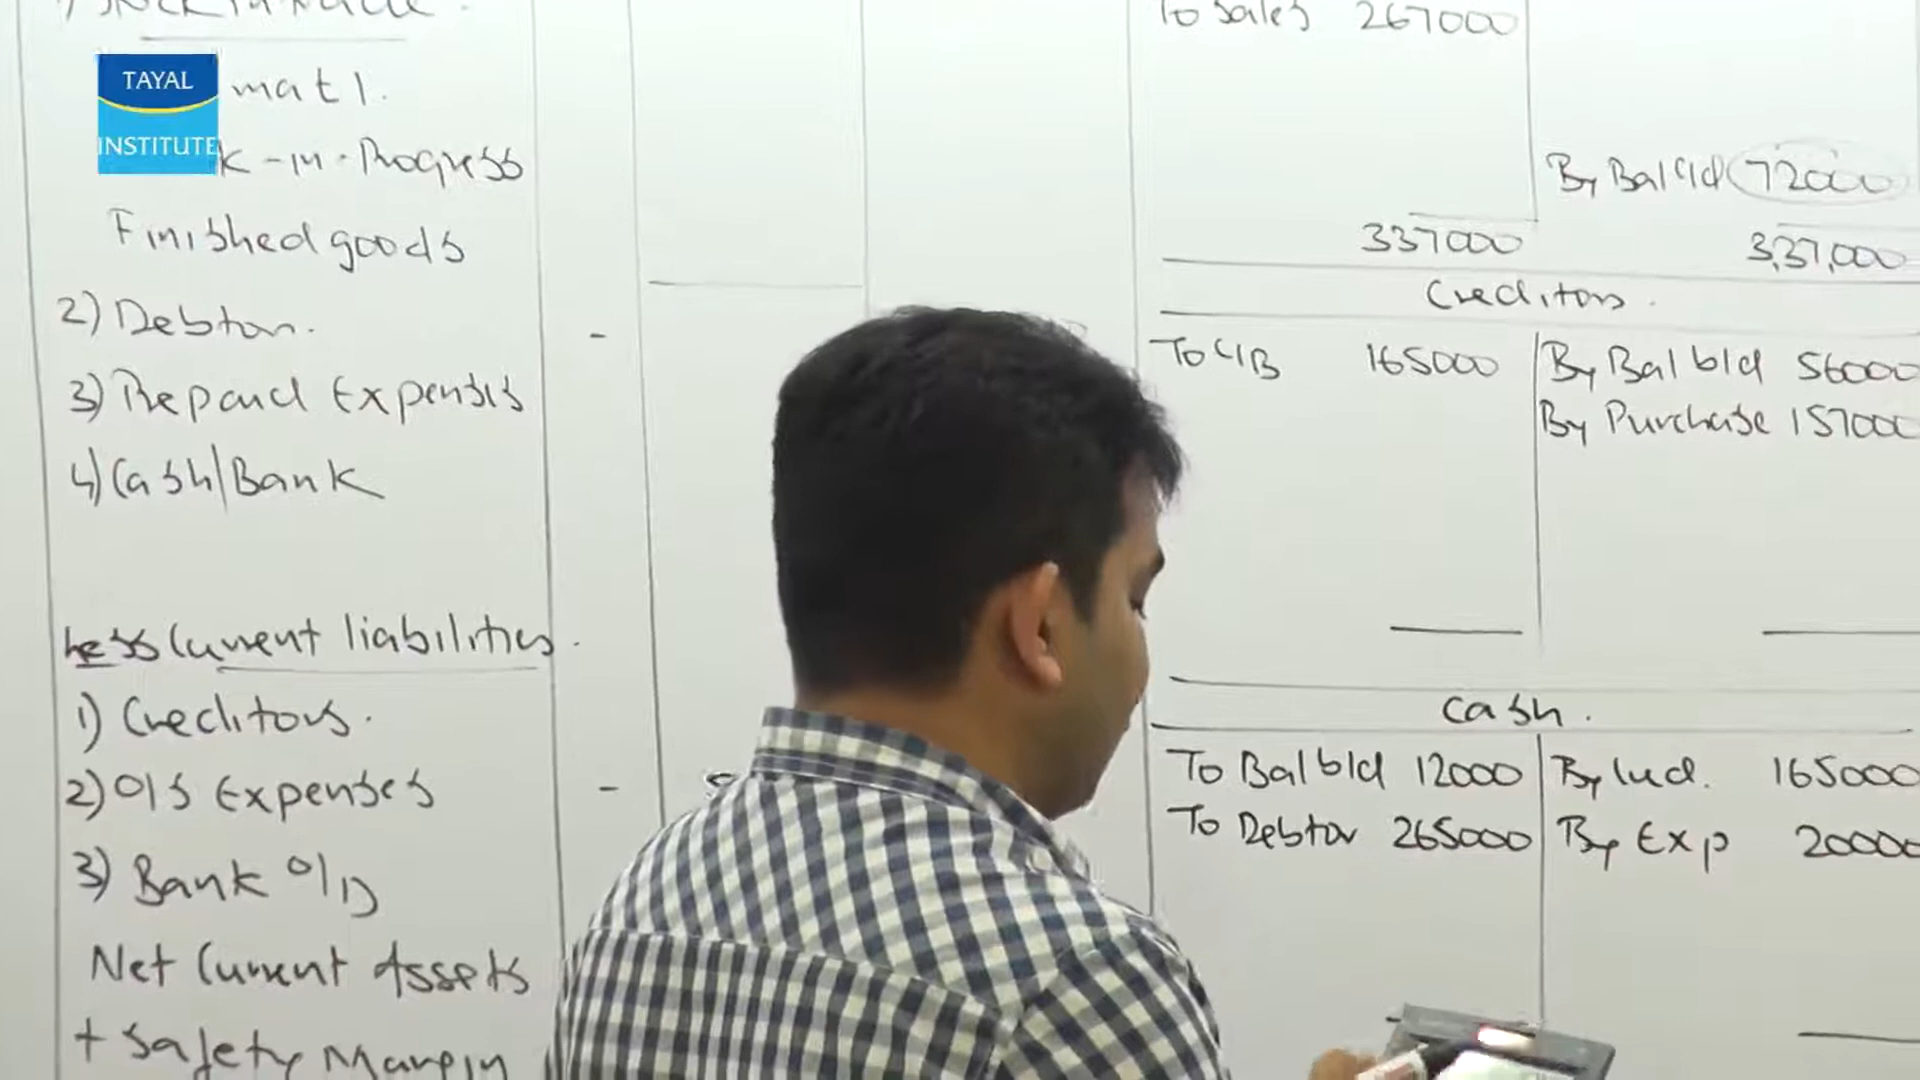 TAYAL
INSTITUTE
matl.
k-in-Progress
Finished goods
2) Debtor.
3) Prepaid Expenses
4) Cash/Bank
Less Current liabilities.
1) Creditors.
2) O/S Expenses
3) Bank O/D
Net Current Assets
+ Safety Margin
To Sales 267000
By Bal c/d 72000
337000 3,37,000
Creditors.
To C/B 165000 By Bal b/d 56000
By Purchase 157000
Cash.
To Bal b/d 12000 By Cred. 165000
To Debtor 265000 By Exp 20000